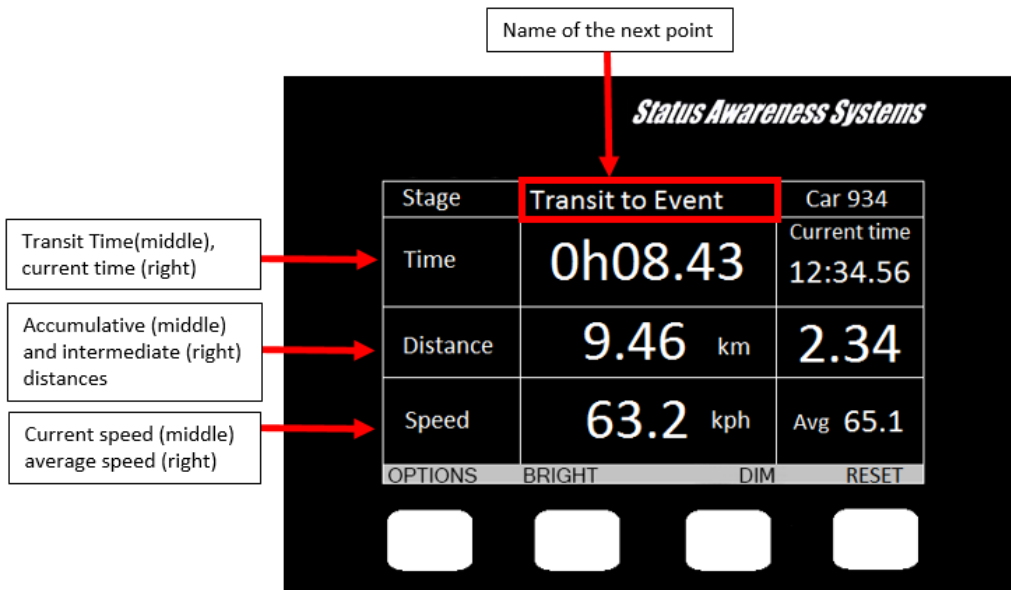 Name of the next point
Status Awareness Systems
Stage Transit to Event Car 934
Transit Time(middle),
current time (right)
Time 0h08.43 Current time
12:34.56
Accumulative (middle)
and intermediate (right)
distances
Distance 9.46 km 2.34
Current speed (middle)
average speed (right)
Speed 63.2 kph Avg 65.1
OPTIONS BRIGHT DIM RESET